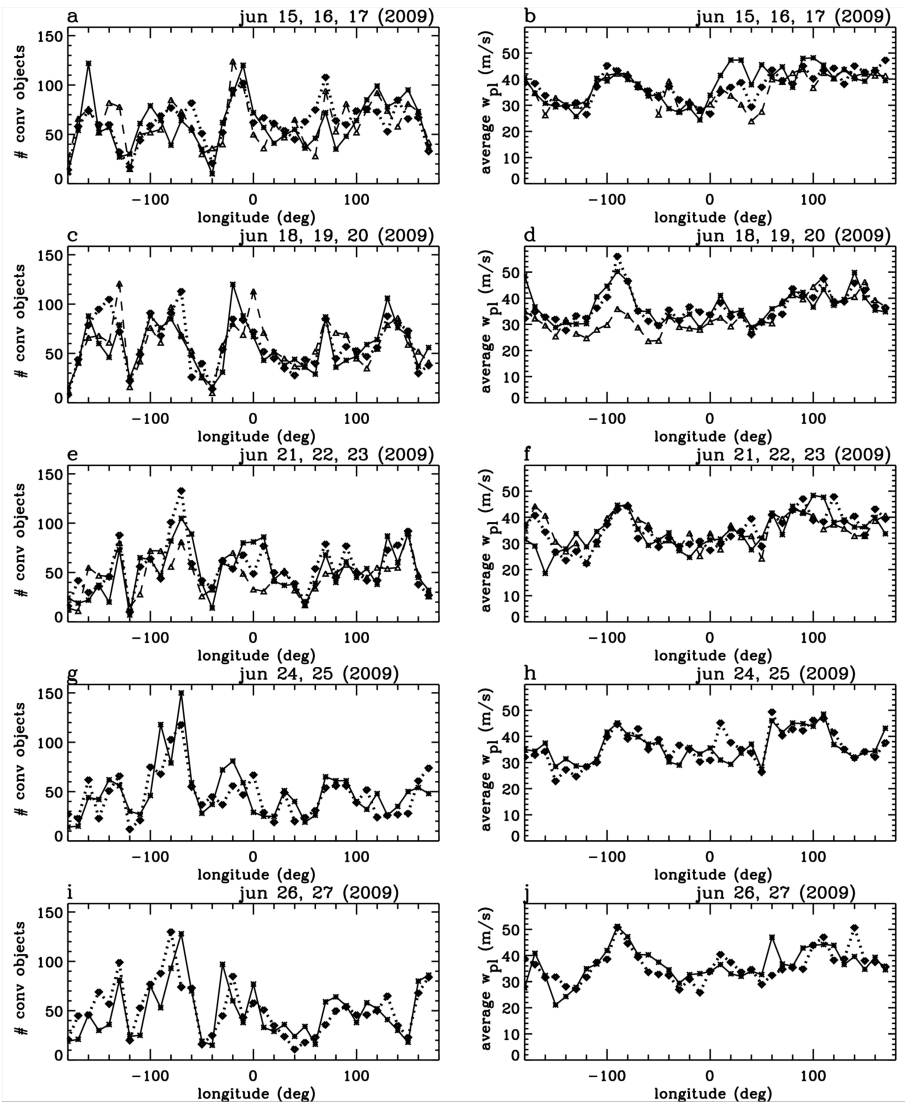 a jun 15, 16, 17 (2009)
# conv objects
150
100
50
0
-100 0 100
longitude (deg)
b jun 15, 16, 17 (2009)
average w_pl (m/s)
50
40
30
20
10
0
-100 0 100
longitude (deg)
c jun 18, 19, 20 (2009)
# conv objects
150
100
50
0
-100 0 100
longitude (deg)
d jun 18, 19, 20 (2009)
average w_pl (m/s)
50
40
30
20
10
0
-100 0 100
longitude (deg)
e jun 21, 22, 23 (2009)
# conv objects
150
100
50
0
-100 0 100
longitude (deg)
f jun 21, 22, 23 (2009)
average w_pl (m/s)
50
40
30
20
10
0
-100 0 100
longitude (deg)
g jun 24, 25 (2009)
# conv objects
150
100
50
0
-100 0 100
longitude (deg)
h jun 24, 25 (2009)
average w_pl (m/s)
50
40
30
20
10
0
-100 0 100
longitude (deg)
i jun 26, 27 (2009)
# conv objects
150
100
50
0
-100 0 100
longitude (deg)
j jun 26, 27 (2009)
average w_pl (m/s)
50
40
30
20
10
0
-100 0 100
longitude (deg)